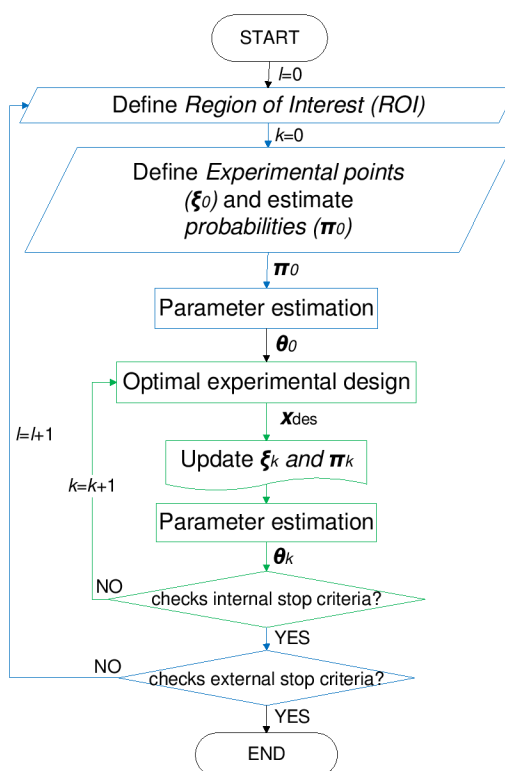 START
l=0
Define Region of Interest (ROI)
k=0
Define Experimental points
(ξ0) and estimate
probabilities (π0)
π0
Parameter estimation
θ0
Optimal experimental design
xdes
l=l+1
Update ξk and πk
k=k+1
Parameter estimation
θk
NO
checks internal stop criteria?
YES
NO
checks external stop criteria?
YES
END